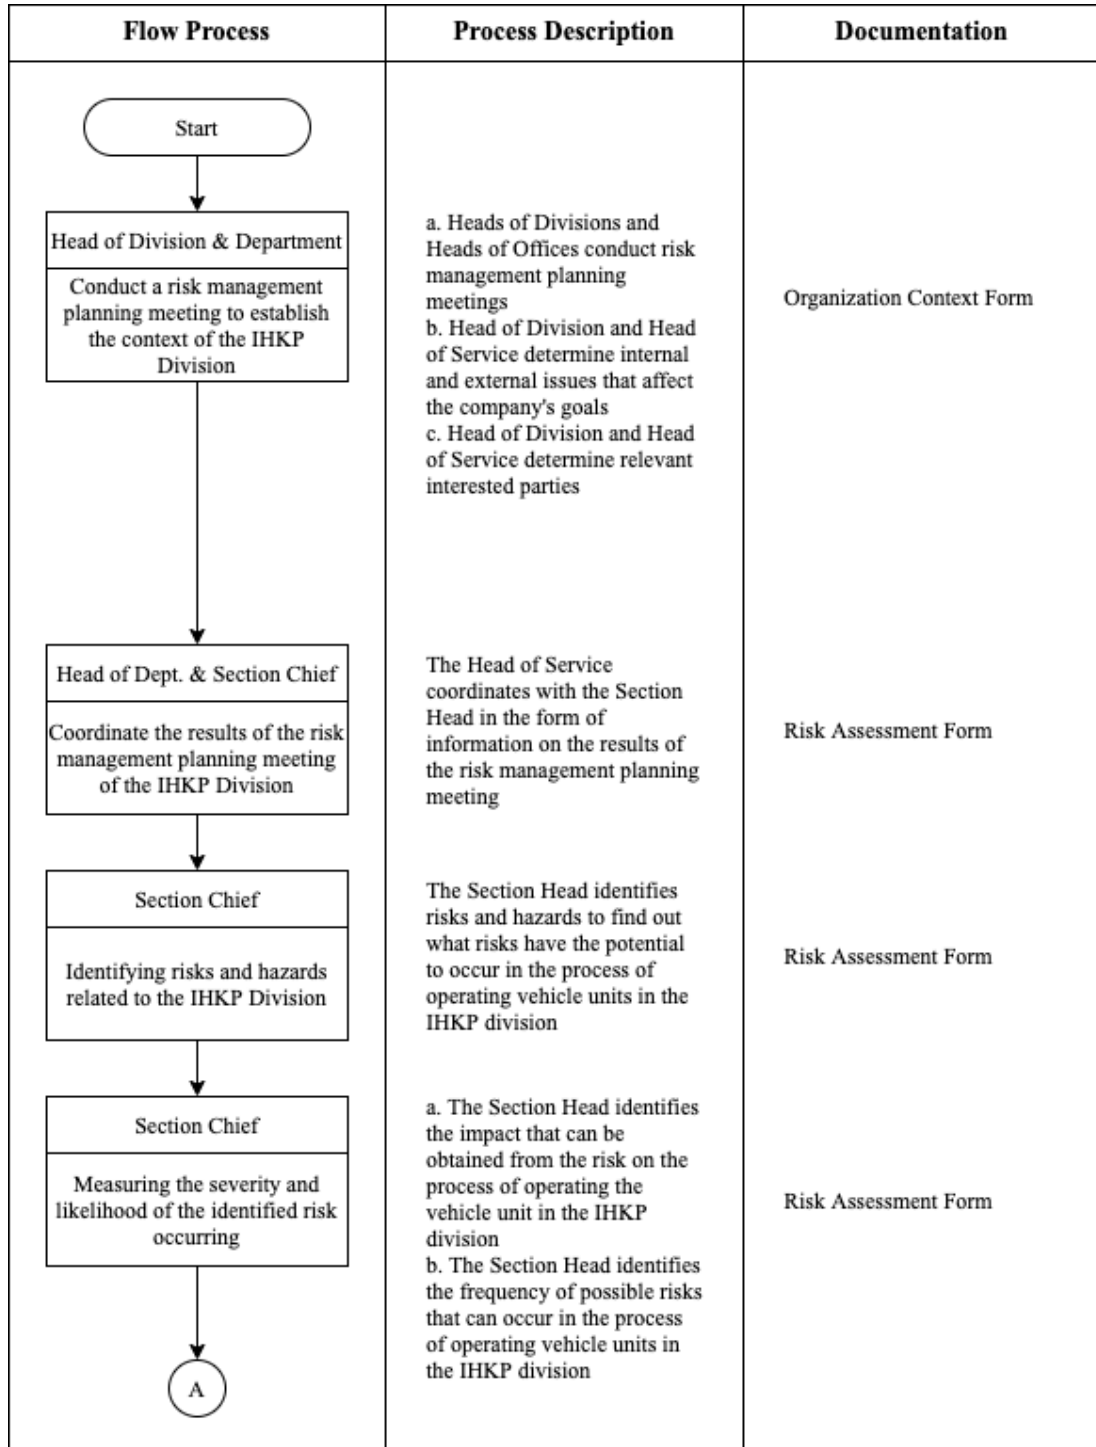 Flow Process
Process Description
Documentation
Start
Head of Division & Department
Conduct a risk management
planning meeting to establish
the context of the IHKP
Division
a. Heads of Divisions and
Heads of Offices conduct risk
management planning
meetings
b. Head of Division and Head
of Service determine internal
and external issues that affect
the company's goals
c. Head of Division and Head
of Service determine relevant
interested parties
Organization Context Form
Head of Dept. & Section Chief
Coordinate the results of the risk
management planning meeting
of the IHKP Division
The Head of Service
coordinates with the Section
Head in the form of
information on the results of
the risk management planning
meeting
Risk Assessment Form
Section Chief
Identifying risks and hazards
related to the IHKP Division
The Section Head identifies
risks and hazards to find out
what risks have the potential
to occur in the process of
operating vehicle units in the
IHKP division
Risk Assessment Form
Section Chief
Measuring the severity and
likelihood of the identified risk
occurring
a. The Section Head identifies
the impact that can be
obtained from the risk on the
process of operating the
vehicle unit in the IHKP
division
b. The Section Head identifies
the frequency of possible risks
that can occur in the process
of operating vehicle units in
the IHKP division
Risk Assessment Form
A